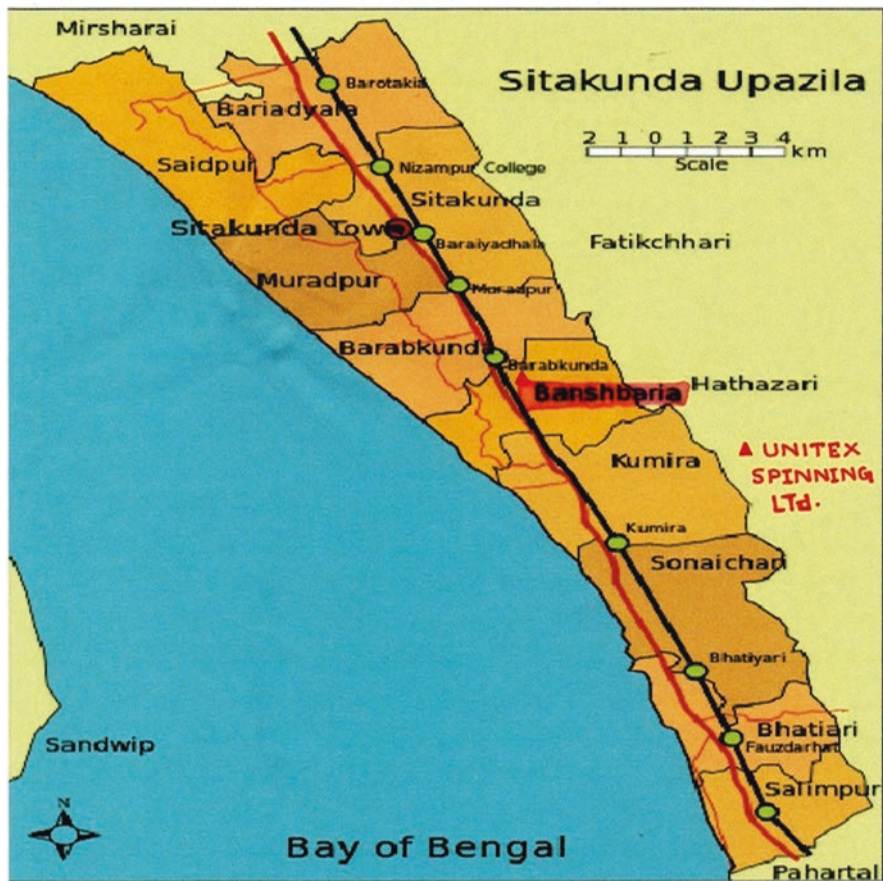 Mirsharai
Sitakunda Upazila
Barotakia
Bariadyala
2 1 0 1 2 3 4 km
Scale
Saidpur
Nizampur College
Sitakunda
Sitakunda Town
Baraiyadhala
Fatikchhari
Muradpur
Moradpur
Barabkunda
Barabkunda
Banshbaria
Hathazari
▲ UNITEX
SPINNING
LTd.
Kumira
Kumira
Sonaichari
Bhatiyari
Bhatiari
Fauzdarhat
Sandwip
Salimpur
N
Bay of Bengal
Pahartal